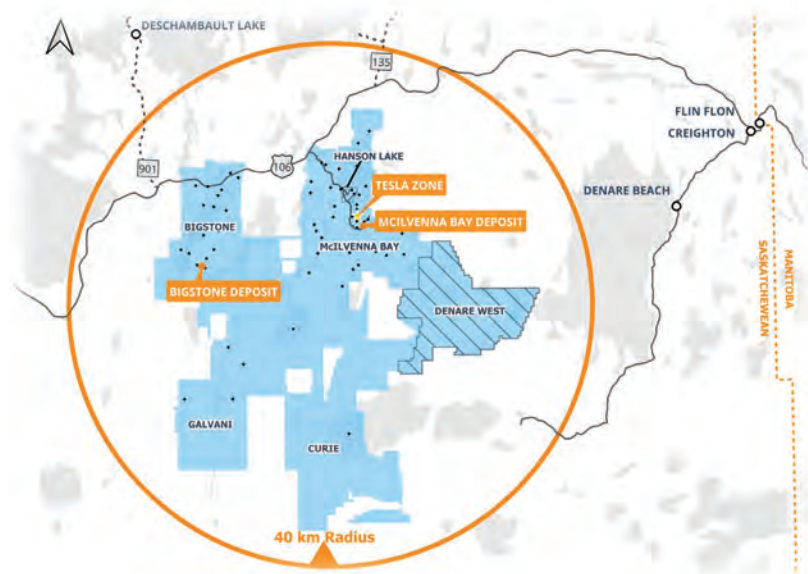 DESCHAMBAULT LAKE
135
FLIN FLON
CREIGHTON
HANSON LAKE
106
901
TESLA ZONE
DENARE BEACH
MCILVENNA BAY DEPOSIT
BIGSTONE
McILVENNA BAY
MANITOBA
SASKATCHEWEAN
BIGSTONE DEPOSIT
DENARE WEST
GALVANI
CURIE
40 km Radius